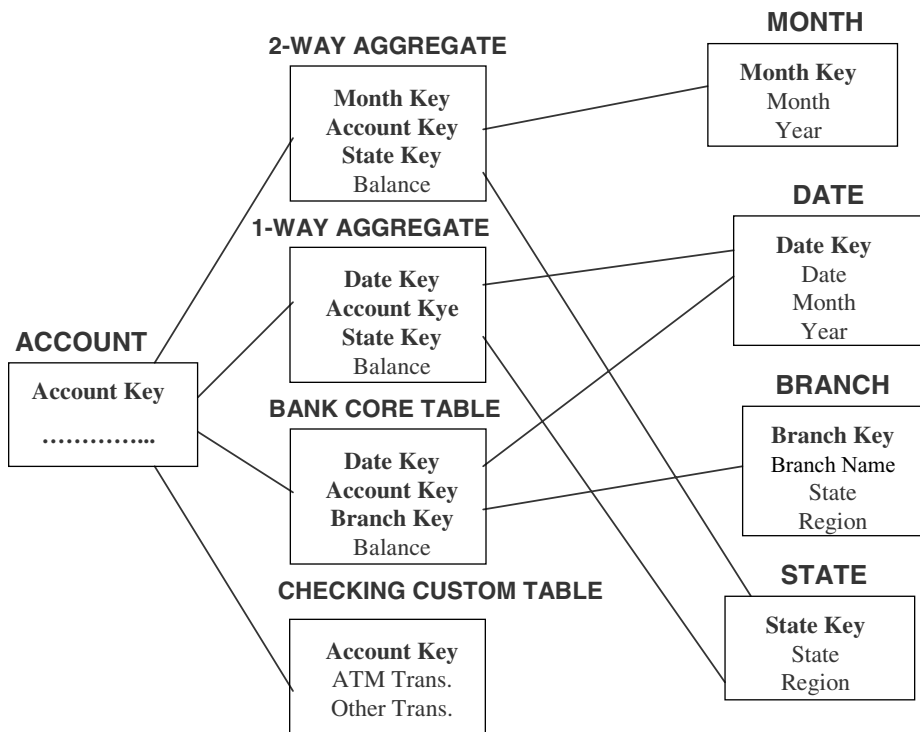 2-WAY AGGREGATE
Month Key
Account Key
State Key
Balance
1-WAY AGGREGATE
Date Key
Account Kye
State Key
Balance
ACCOUNT
Account Key
…………...
BANK CORE TABLE
Date Key
Account Key
Branch Key
Balance
CHECKING CUSTOM TABLE
Account Key
ATM Trans.
Other Trans.
MONTH
Month Key
Month
Year
DATE
Date Key
Date
Month
Year
BRANCH
Branch Key
Branch Name
State
Region
STATE
State Key
State
Region